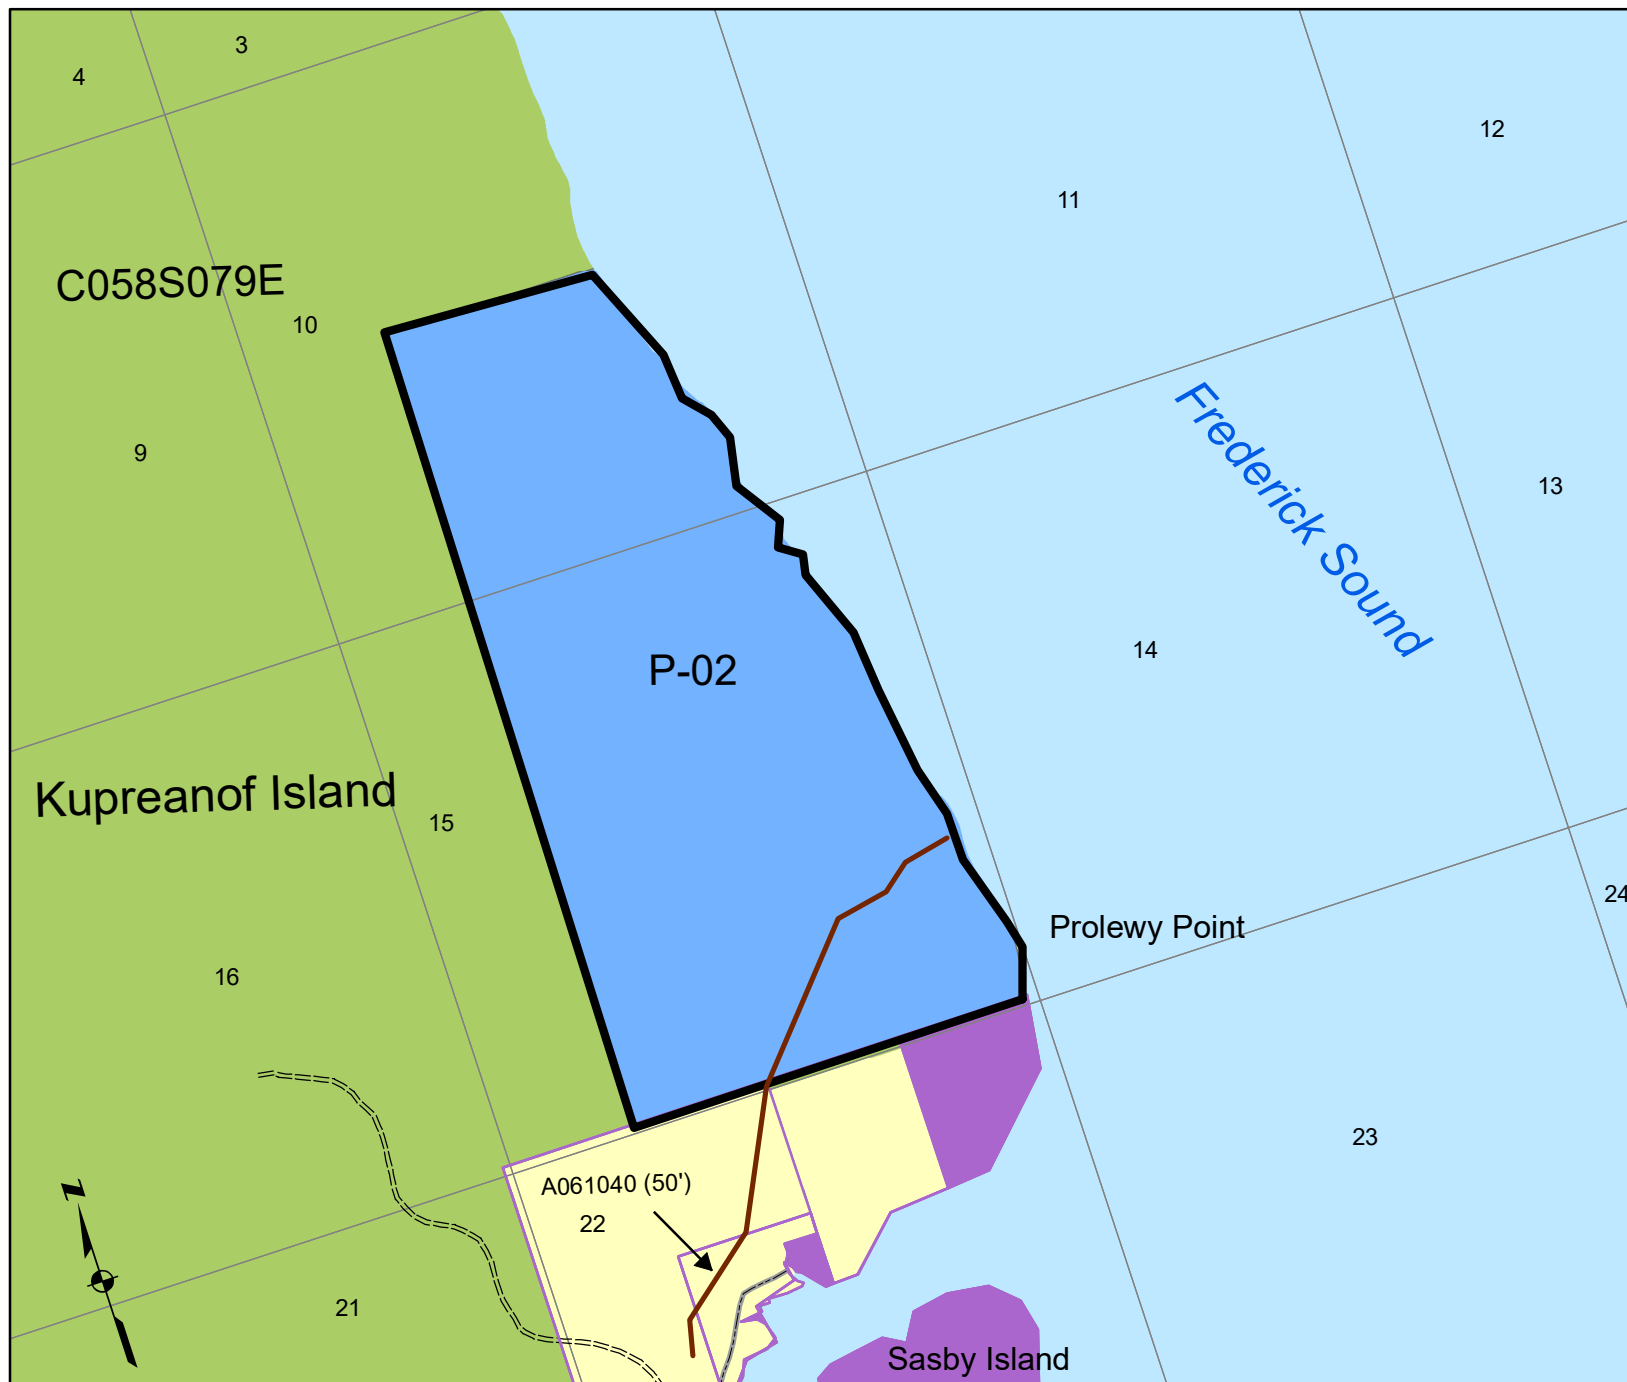 3
4
12
11
C058S079E
10
Frederick Sound
9
13
14
P-02
Kupreanof Island
15
24
Prolewy Point
16
23
A061040 (50')
22
N
21
Sasby Island